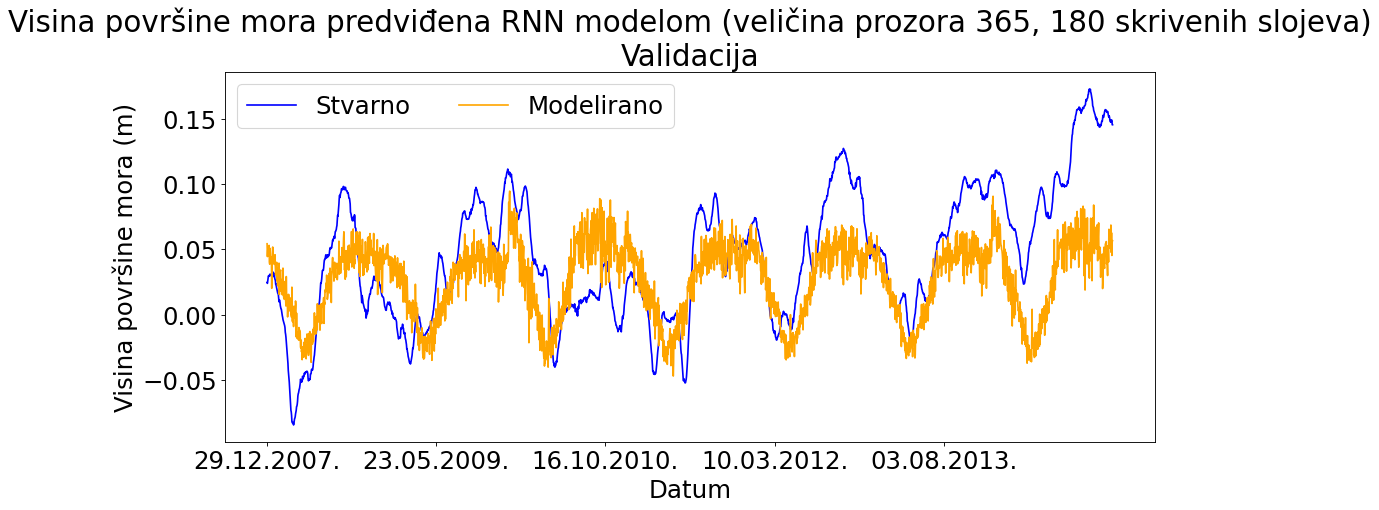 Visina površine mora predviđena RNN modelom (veličina prozora 365, 180 skrivenih slojeva)
Validacija
Stvarno
Modelirano
Visina površine mora (m)
0.15
0.10
0.05
0.00
−0.05
29.12.2007.
23.05.2009.
16.10.2010.
10.03.2012.
03.08.2013.
Datum